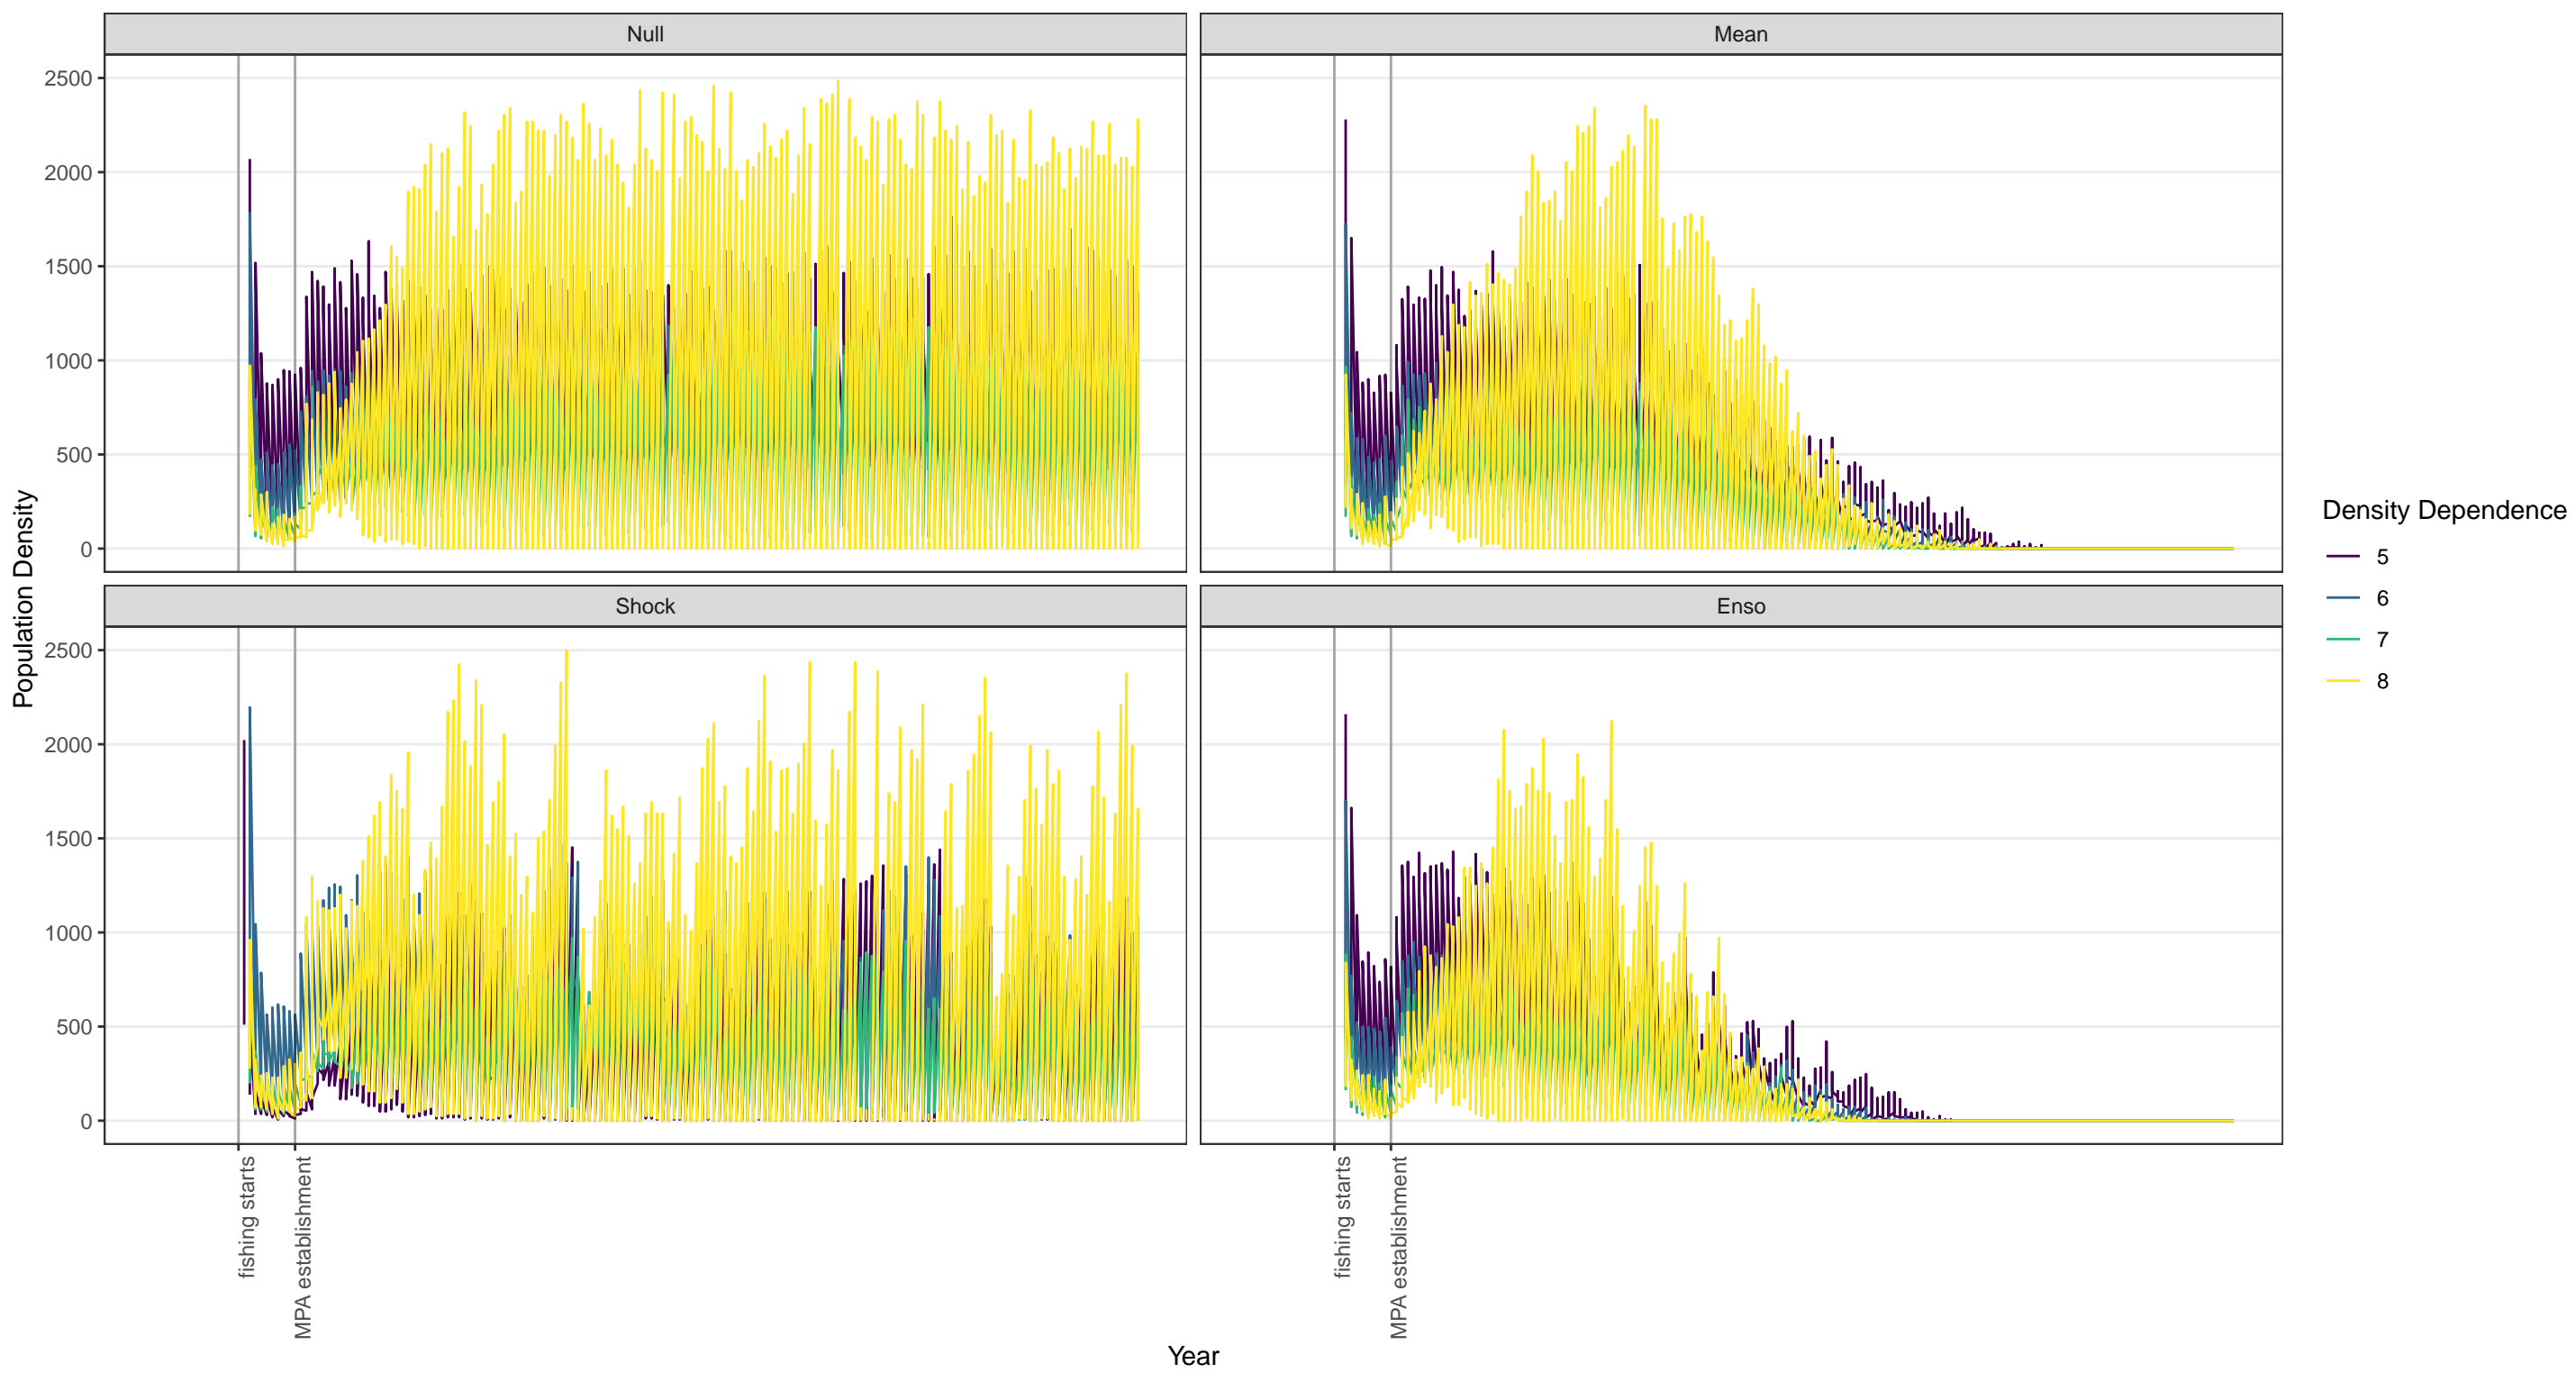 Null
Mean
2500
2000
1500
1000
500
0
Shock
Enso
2500
2000
1500
1000
500
0
Population Density
fishing starts
MPA establishment
fishing starts
MPA establishment
Year
Density Dependence
5
6
7
8